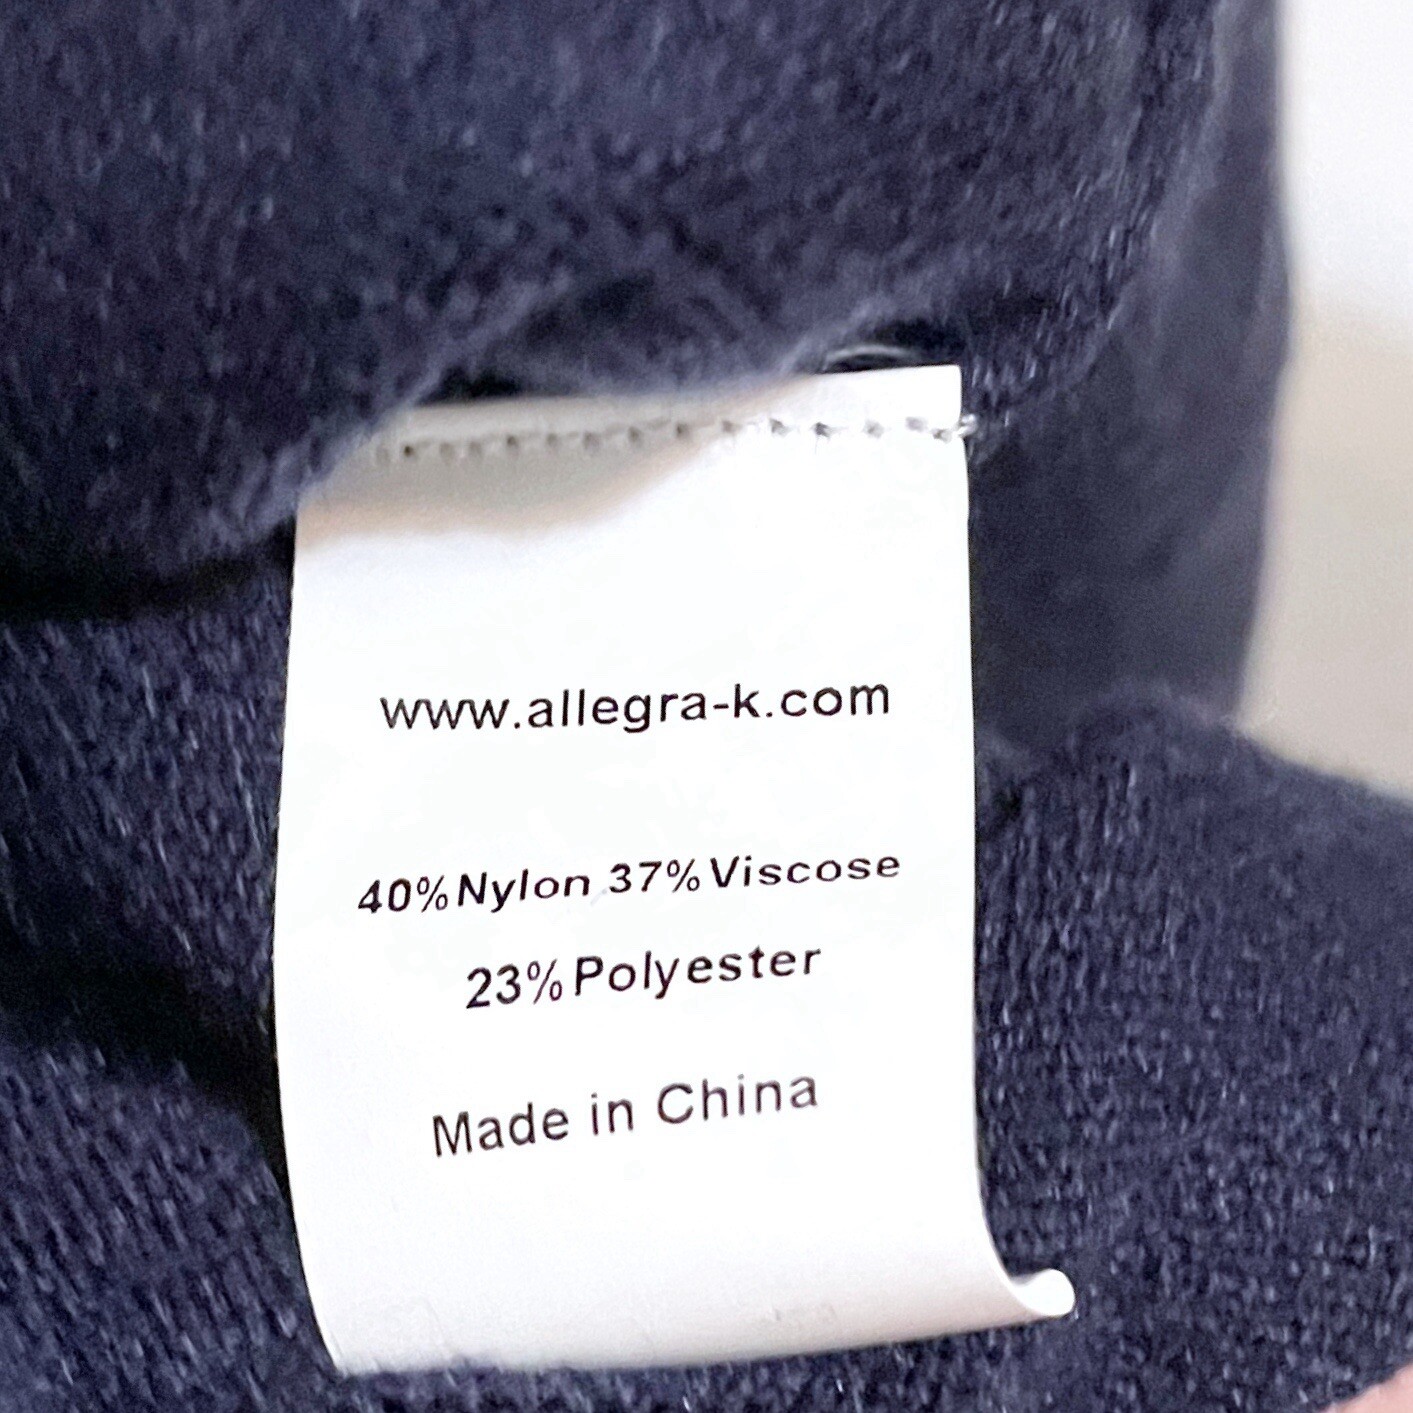 www.allegra-k.com
40%Nylon 37%Viscose
23%Polyester
Made in China